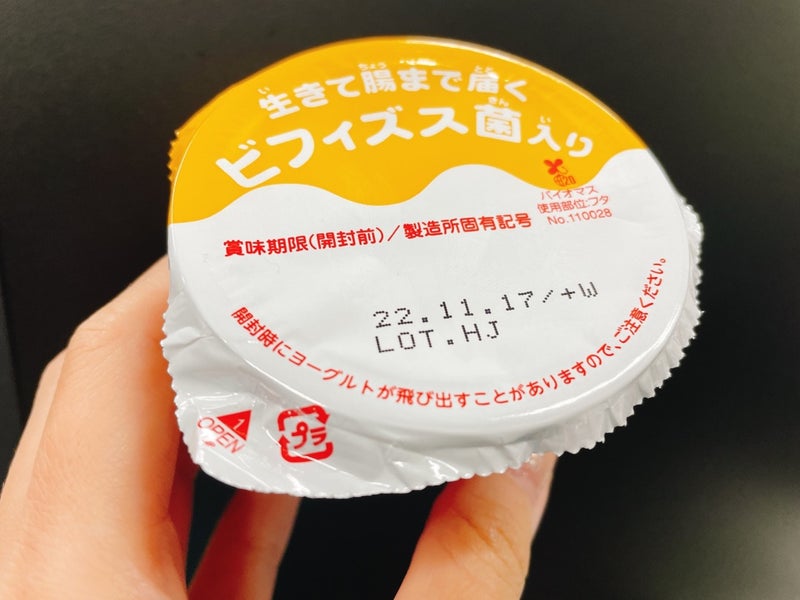 生きて腸まで届く
ビフィズス菌入り
バイオマス
使用部位:フタ
No.110028
賞味期限(開封前)/製造所固有記号
22.11.17/+W
LOT.HJ
開封時にヨーグルトが飛び出すことがありますので、ご注意ください。
1
OPEN
プラ